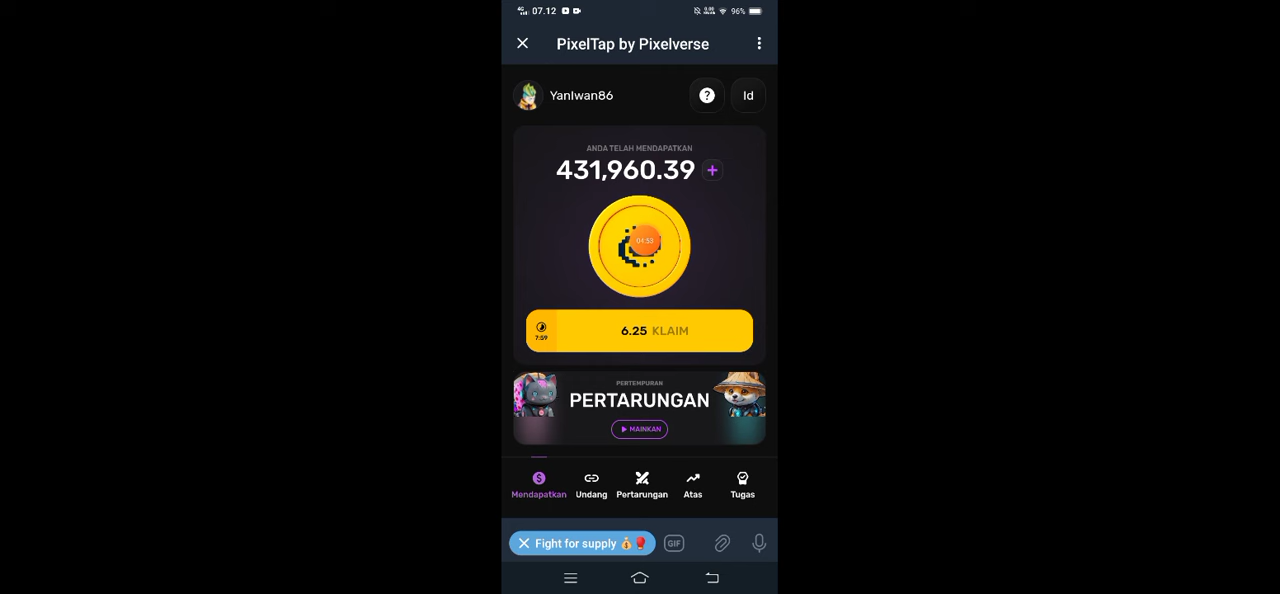 4G 07.12 96%
PixelTap by Pixelverse
YanIwan86 ? Id
ANDA TELAH MENDAPATKAN
431,960.39 +
04:53
7:59 6.25 KLAIM
PERTEMPURAN
PERTARUNGAN
MAINKAN
Mendapatkan Undang Pertarungan Atas Tugas
Fight for supply 💰🥊 GIF